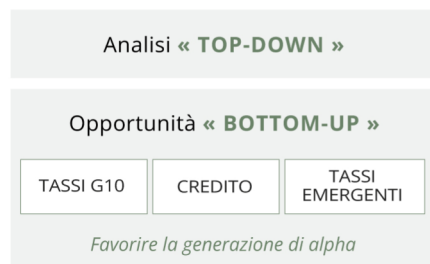 Analisi « TOP-DOWN »
Opportunità « BOTTOM-UP »
TASSI G10
CREDITO
TASSI
EMERGENTI
Favorire la generazione di alpha